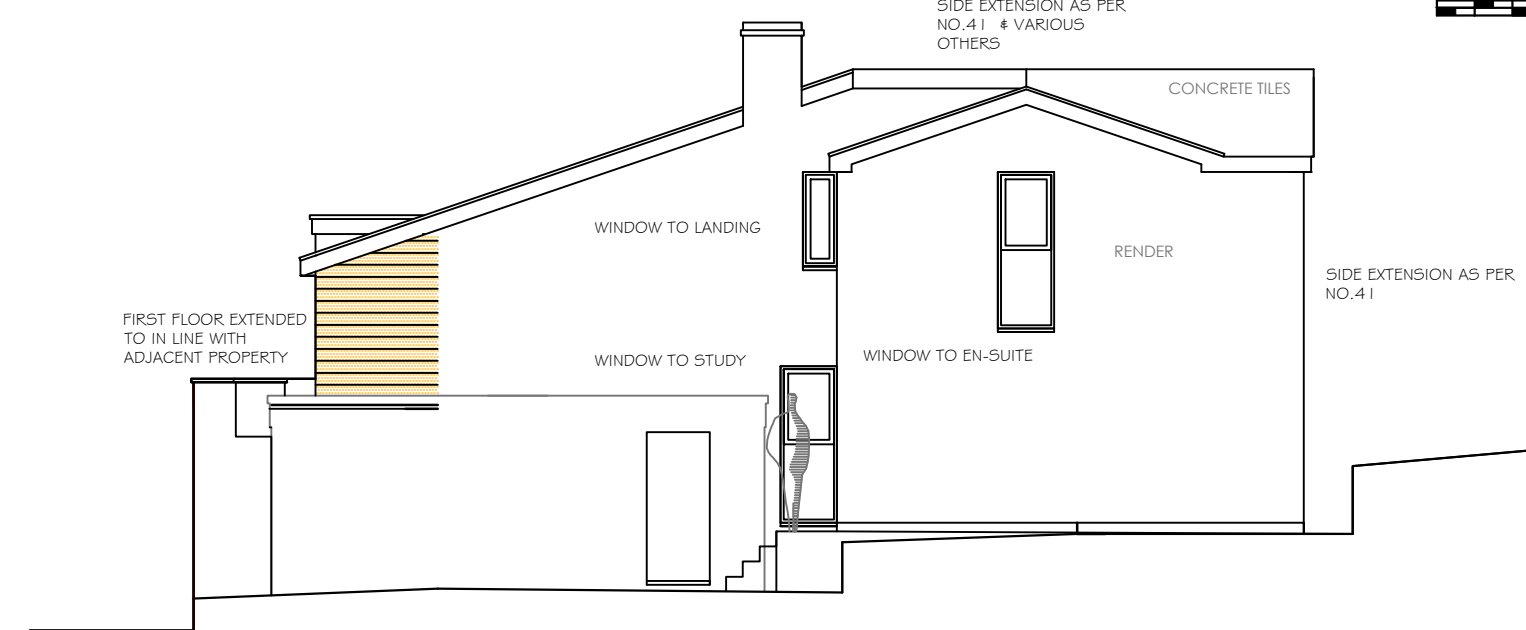 SIDE EXTENSION AS PER
NO.41 & VARIOUS
OTHERS
CONCRETE TILES
WINDOW TO LANDING
RENDER
SIDE EXTENSION AS PER
NO.41
FIRST FLOOR EXTENDED
TO IN LINE WITH
ADJACENT PROPERTY
WINDOW TO STUDY
WINDOW TO EN-SUITE